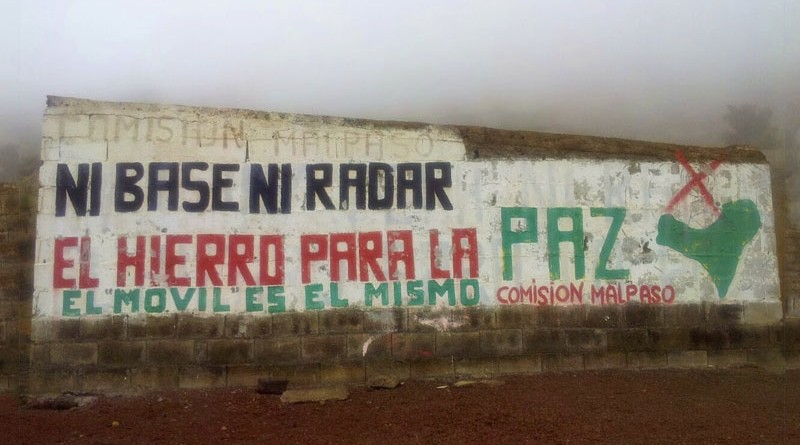 COMISION MALPASO
NI BASE NI RADAR
EL HIERRO PARA LA PAZ
EL "MOVIL" ES EL MISMO
COMISION MALPASO